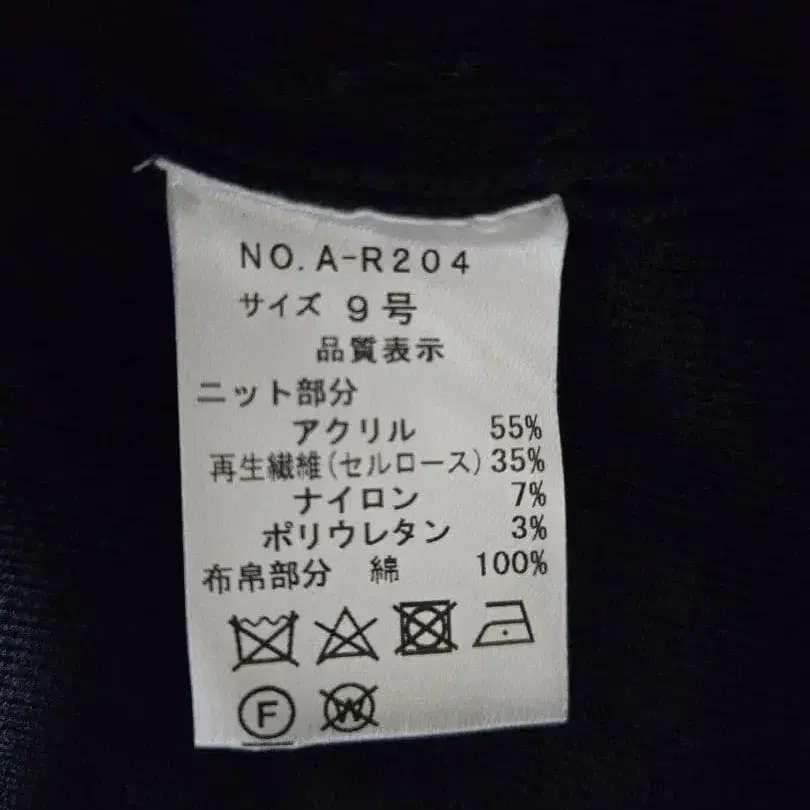 NO. A-R204
サイズ 9号
品質表示
ニット部分
アクリル 55%
再生繊維(セルロース) 35%
ナイロン 7%
ポリウレタン 3%
布帛部分 綿 100%
F W